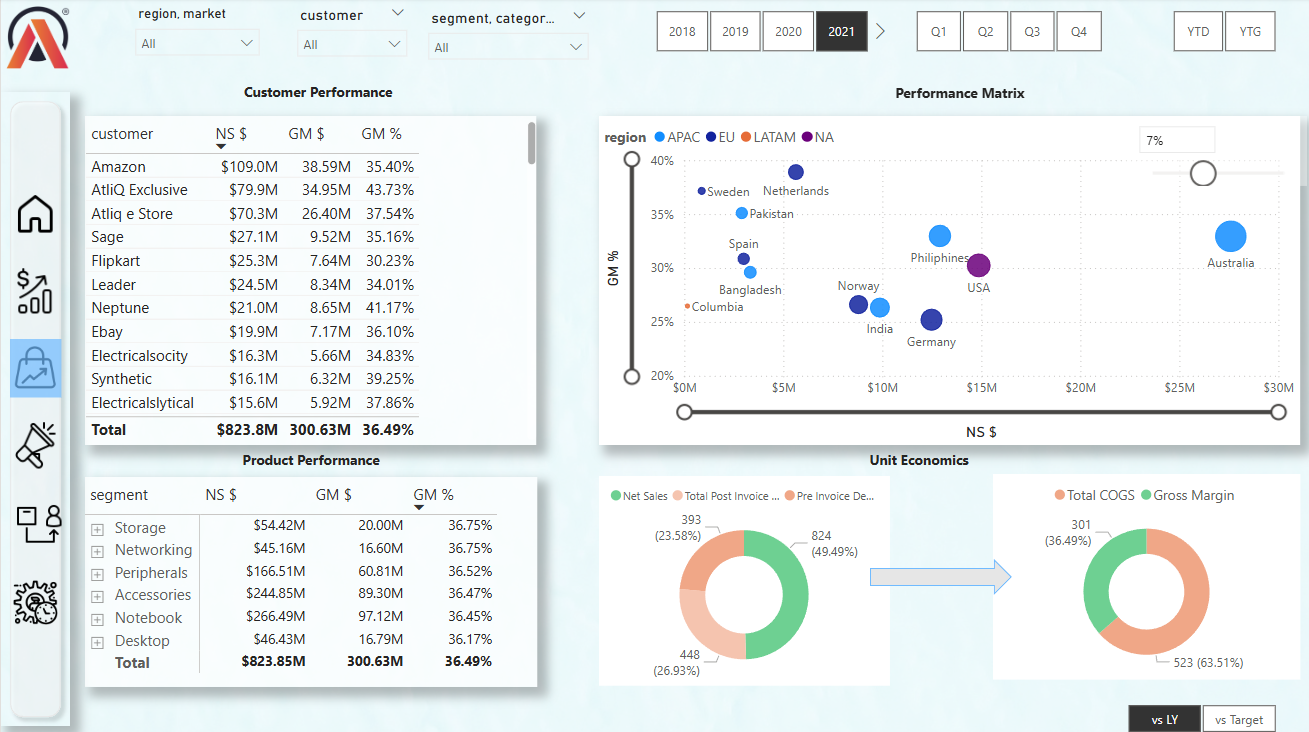 region, market
customer
segment, categor...
All
All
All
2018 2019 2020 2021
Q1 Q2 Q3 Q4
YTD YTG
®
Customer Performance
customer NS $ GM $ GM %
Amazon $109.0M 38.59M 35.40%
AtliQ Exclusive $79.9M 34.95M 43.73%
Atliq e Store $70.3M 26.40M 37.54%
Sage $27.1M 9.52M 35.16%
Flipkart $25.3M 7.64M 30.23%
Leader $24.5M 8.34M 34.01%
Neptune $21.0M 8.65M 41.17%
Ebay $19.9M 7.17M 36.10%
Electricalsocity $16.3M 5.66M 34.83%
Synthetic $16.1M 6.32M 39.25%
Electricalslytical $15.6M 5.92M 37.86%
Total $823.8M 300.63M 36.49%
Performance Matrix
region APAC EU LATAM NA
7%
GM %
40%
35%
30%
25%
20%
Sweden
Netherlands
Pakistan
Spain
Bangladesh
Columbia
Philiphines
USA
Australia
Norway
India
Germany
$0M $5M $10M $15M $20M $25M $30M
NS $
Product Performance
segment NS $ GM $ GM %
Storage $54.42M 20.00M 36.75%
Networking $45.16M 16.60M 36.75%
Peripherals $166.51M 60.81M 36.52%
Accessories $244.85M 89.30M 36.47%
Notebook $266.49M 97.12M 36.45%
Desktop $46.43M 16.79M 36.17%
Total $823.85M 300.63M 36.49%
Unit Economics
Net Sales Total Post Invoice ... Pre Invoice De...
393
(23.58%)
824
(49.49%)
448
(26.93%)
Total COGS Gross Margin
301
(36.49%)
523 (63.51%)
vs LY vs Target